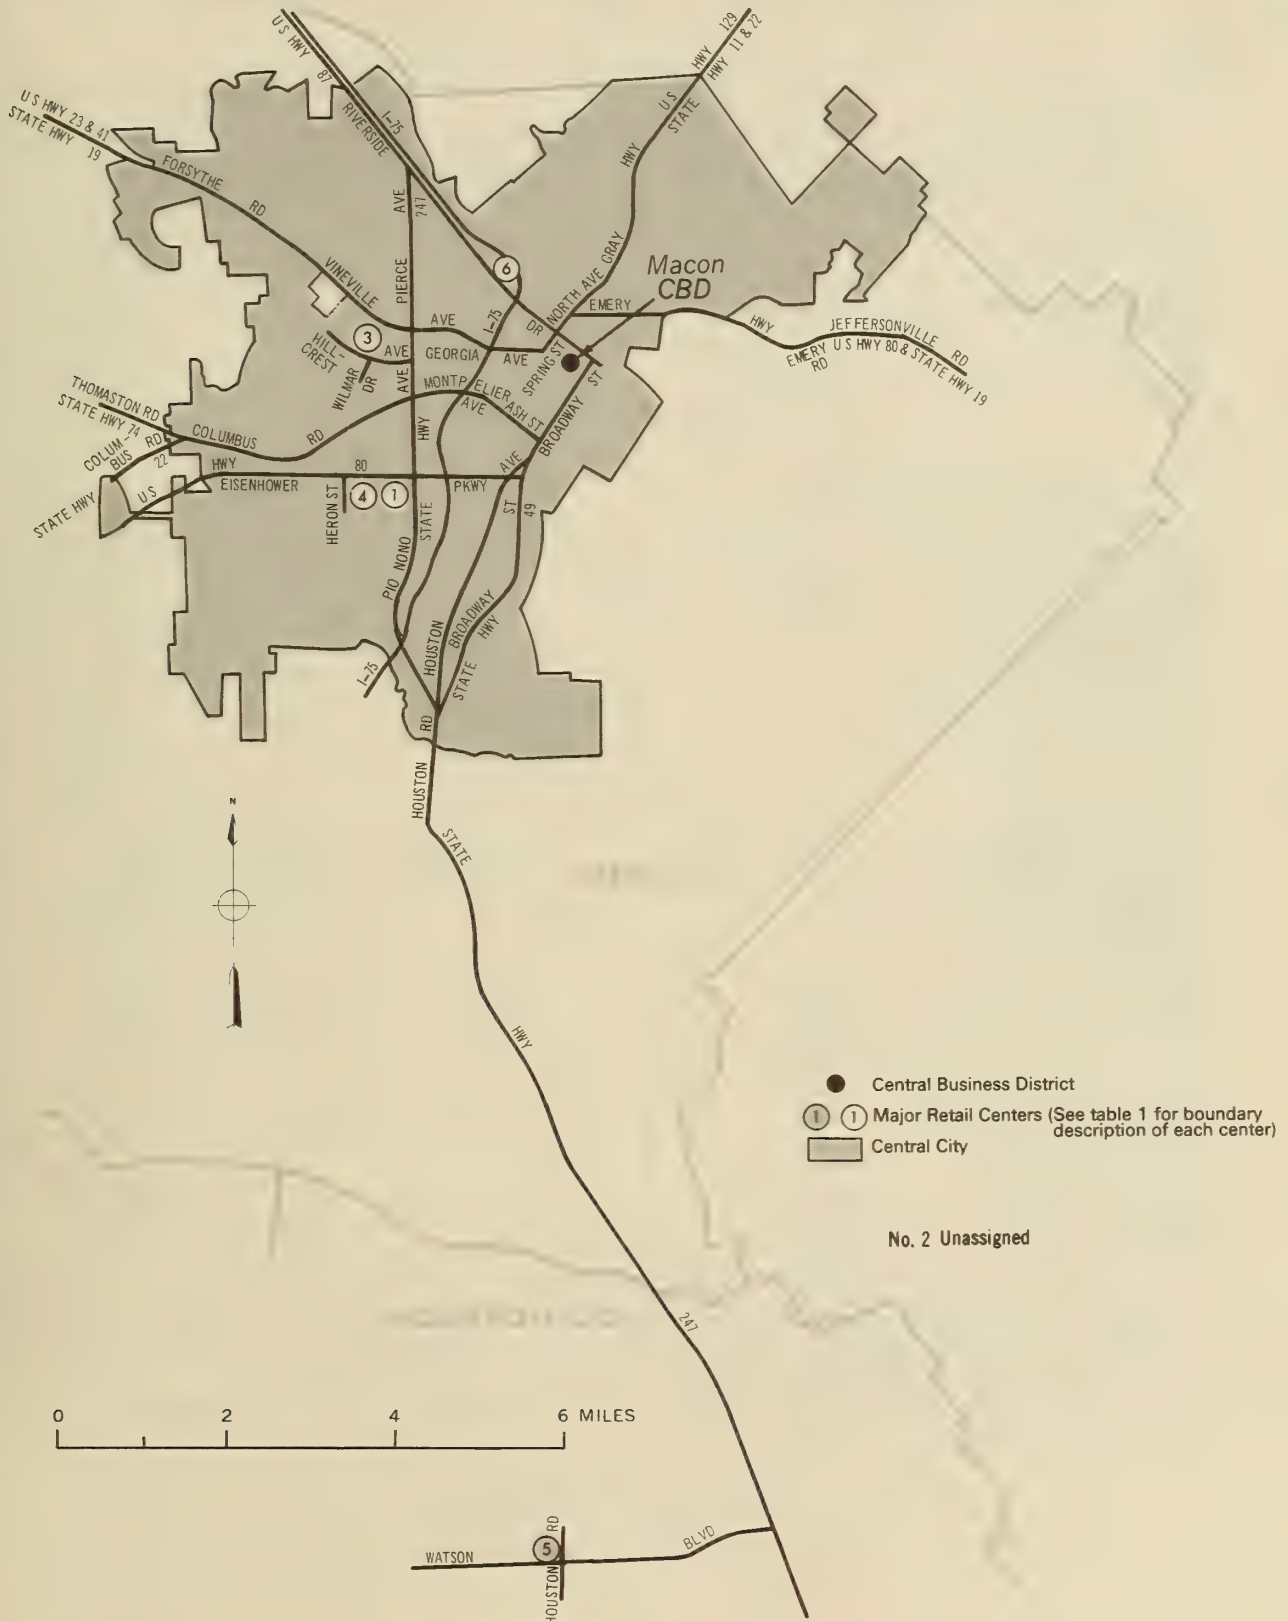 US HWY 87
I-75
RIVERSIDE
HWY 129
HWY 11 & 22
US
STATE
HWY
US HWY 23 & 41
STATE HWY 19
FORSYTHE RD
AVE
247
PIERCE
VINEVILLE
AVE
6
NORTH AVE GRAY
Macon
CBD
EMERY
HWY
JEFFERSONVILLE RD
EMERY RD
U S HWY 80 & STATE HWY 19
I-75
DR
3
HILL-
CREST
AVE
GEORGIA
AVE
SPRING ST
WILMAR
DR
AVE
MONTPELIER
AVE
ASH ST
BROADWAY
ST
THOMASTON RD
STATE HWY 74
COLUMBUS
RD
HWY
COLUM-
BUS RD
22
STATE HWY
U S
HWY
80
EISENHOWER
PKWY
AVE
HERON ST
4
1
STATE
ST
49
PIO NONO
HOUSTON
BROADWAY
HWY
STATE
I-75
RD
HOUSTON
N
STATE
HWY
Central Business District
1 1 Major Retail Centers (See table 1 for boundary
description of each center)
Central City
No. 2 Unassigned
247
0 2 4 6 MILES
WATSON
BLVD
5
HOUSTON RD